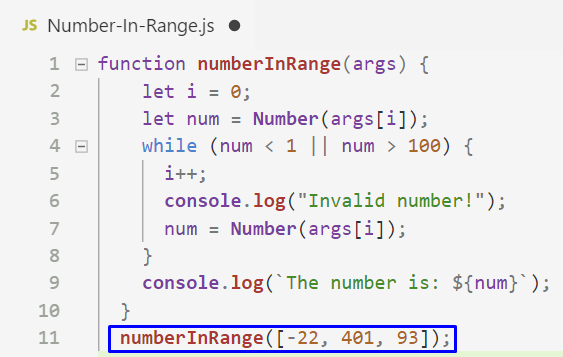 JS Number-In-Range.js ●
1 function numberInRange(args) {
2 let i = 0;
3 let num = Number(args[i]);
4 while (num < 1 || num > 100) {
5 i++;
6 console.log("Invalid number!");
7 num = Number(args[i]);
8 }
9 console.log(`The number is: ${num}`);
10 }
11 numberInRange([-22, 401, 93]);